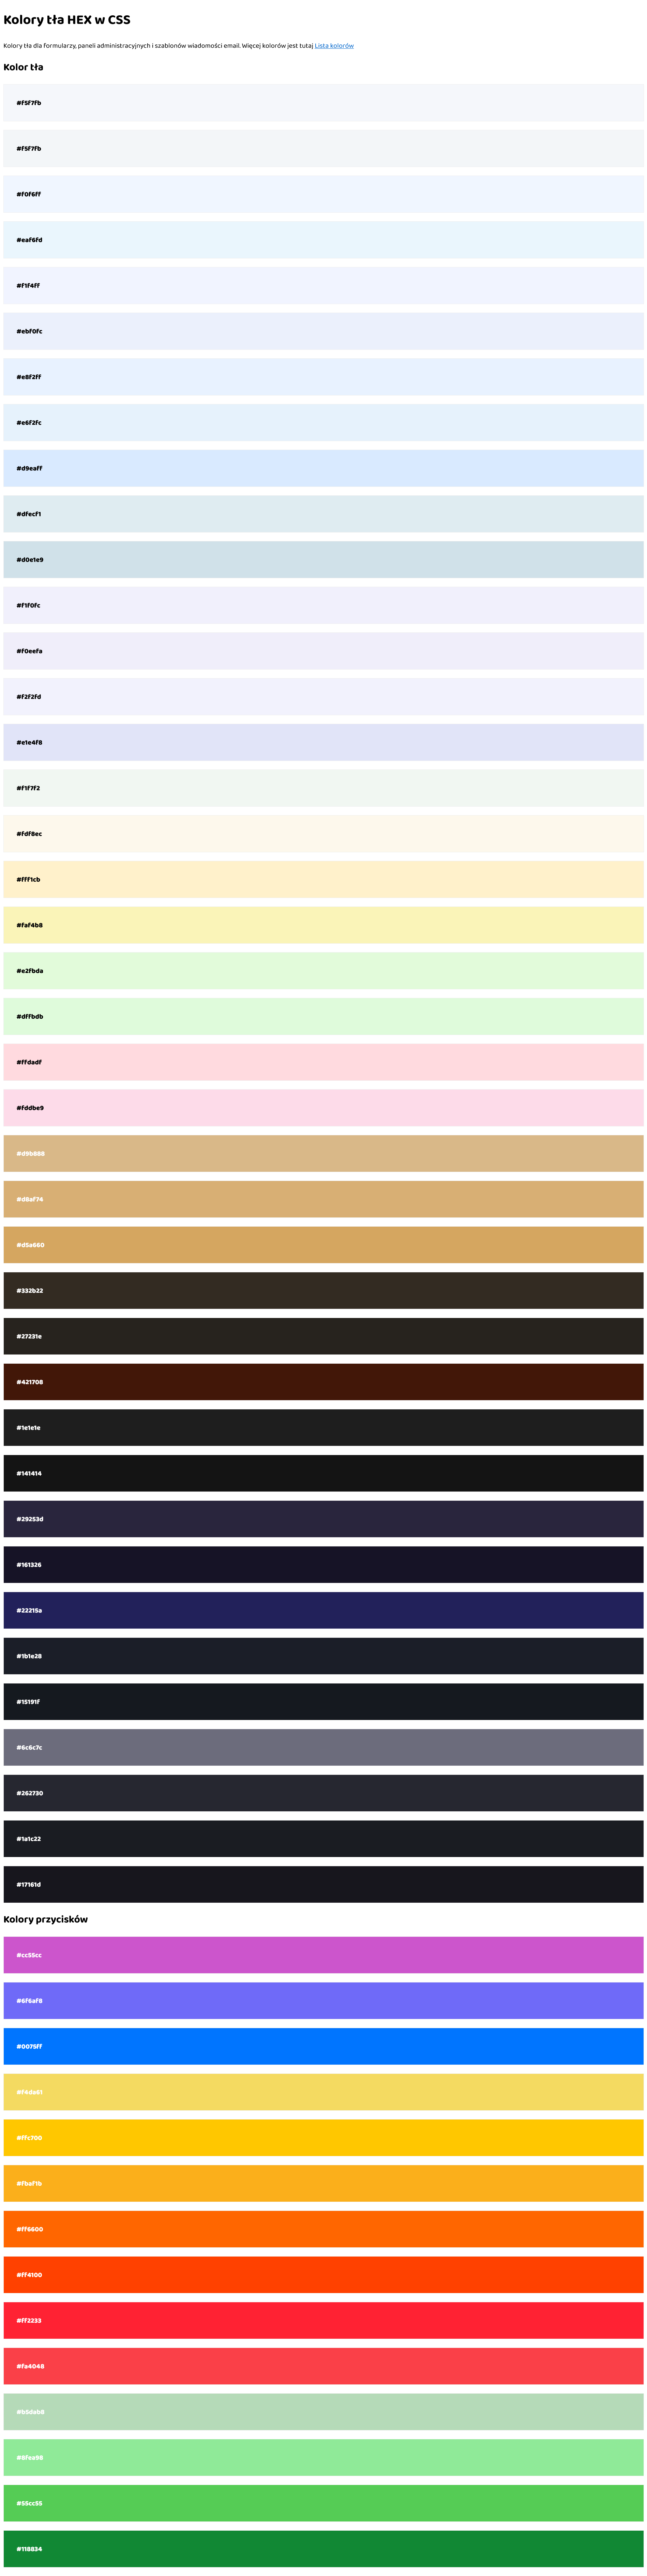 Kolory tła HEX w CSS
Kolory tła dla formularzy, paneli administracyjnych i szablonów wiadomości email. Więcej kolorów jest tutaj Lista kolorów
Kolor tła
#f5f7fb
#f5f7fb
#f0f6ff
#eaf6fd
#f1f4ff
#ebf0fc
#e8f2ff
#e6f2fc
#d9eaff
#dfecf1
#d0e1e9
#f1f0fc
#f0eefa
#f2f2fd
#e1e4f8
#f1f7f2
#fdf8ec
#fff1cb
#faf4b8
#e2fbda
#dffbdb
#ffdadf
#fddbe9
#d9b888
#d8af74
#d5a660
#332b22
#27231e
#421708
#1e1e1e
#141414
#29253d
#161326
#22215a
#1b1e28
#15191f
#6c6c7c
#262730
#1a1c22
#17161d
Kolory przycisków
#cc55cc
#6f6af8
#0075ff
#f4da61
#ffc700
#fbaf1b
#ff6600
#ff4100
#ff2233
#fa4048
#b5dab8
#8fea98
#55cc55
#118834